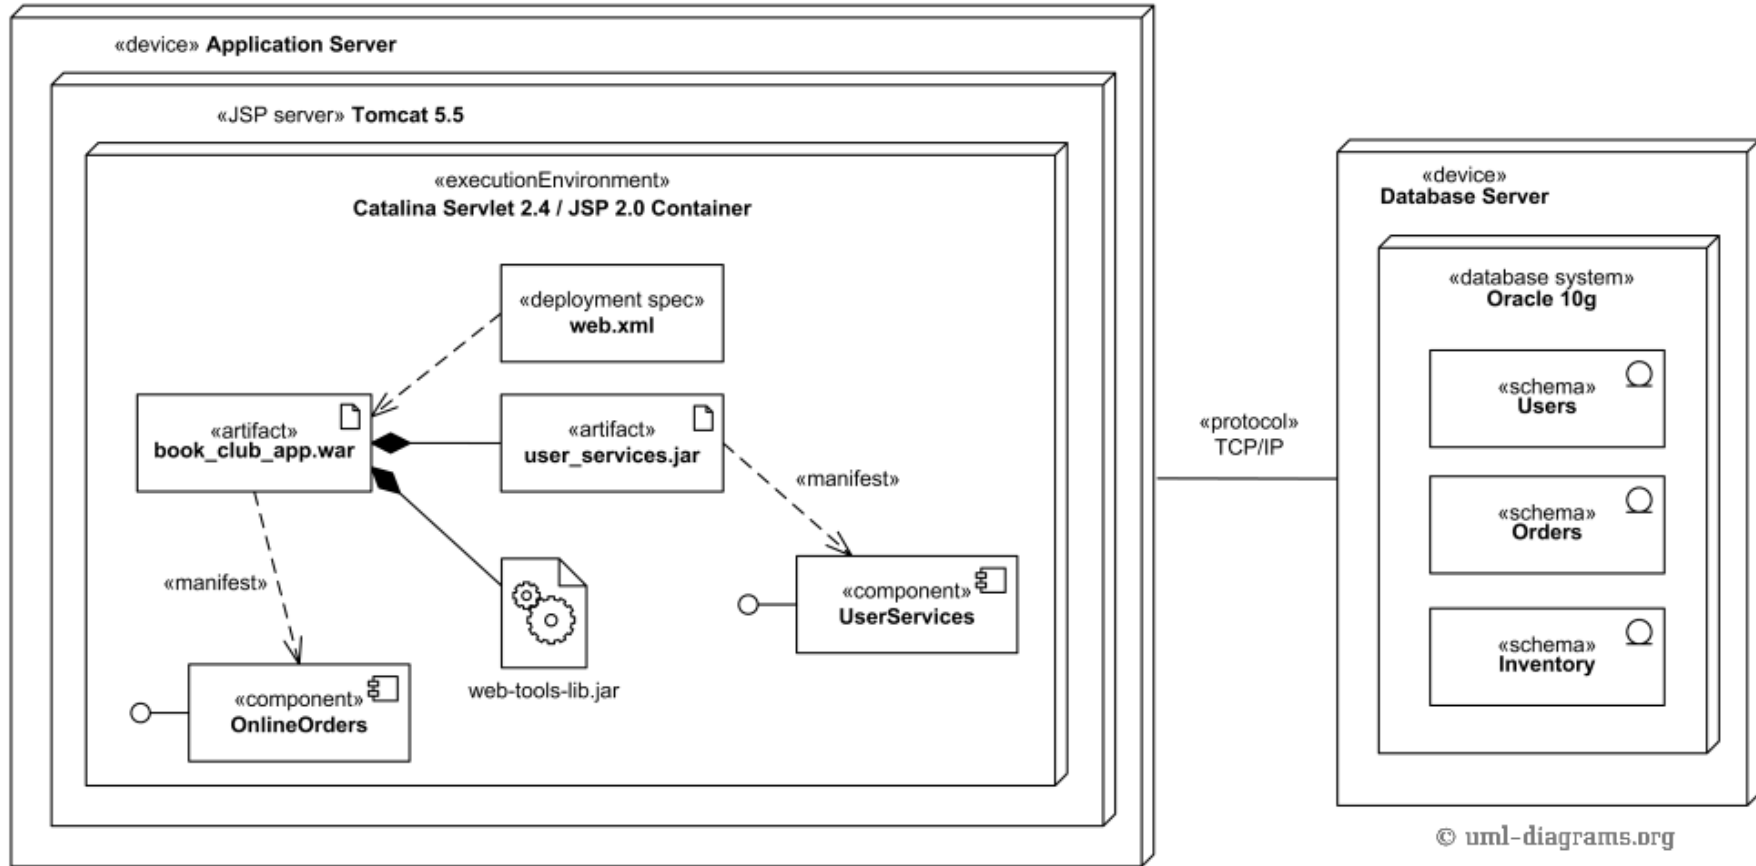 «device» Application Server
«JSP server» Tomcat 5.5
«executionEnvironment»
Catalina Servlet 2.4 / JSP 2.0 Container
«deployment spec»
web.xml
«artifact»
book_club_app.war
«artifact»
user_services.jar
«manifest»
«manifest»
«component»
UserServices
web-tools-lib.jar
«component»
OnlineOrders
«protocol»
TCP/IP
«device»
Database Server
«database system»
Oracle 10g
«schema»
Users
«schema»
Orders
«schema»
Inventory
© uml-diagrams.org